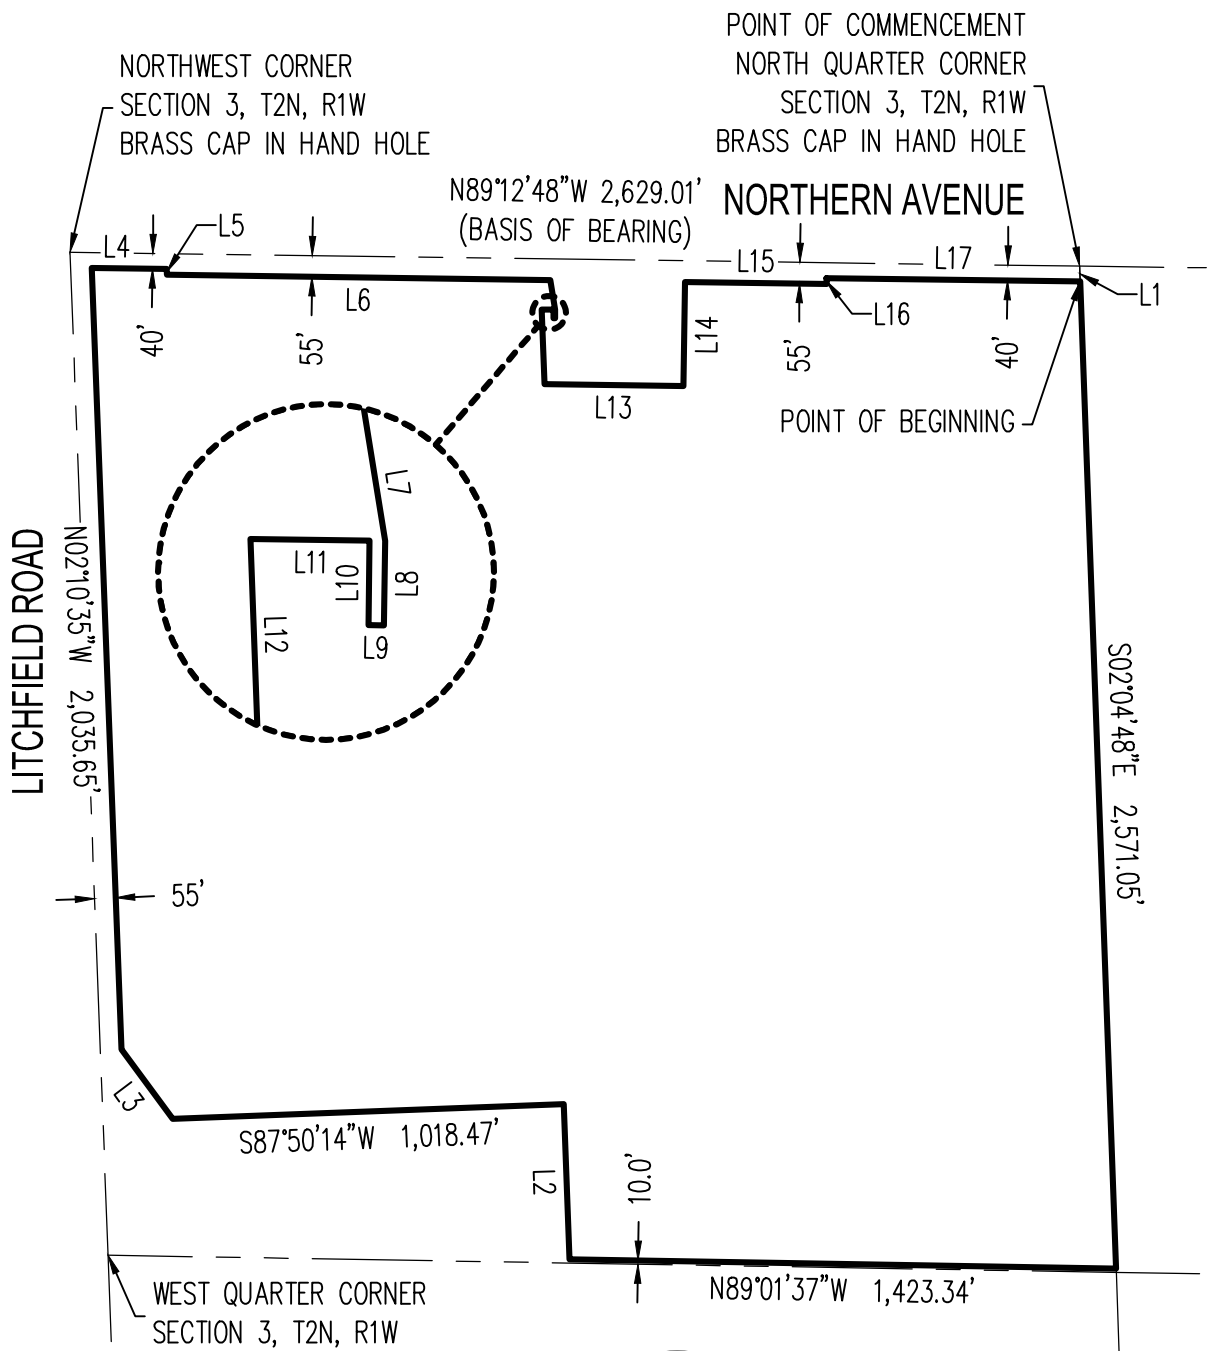 POINT OF COMMENCEMENT
NORTH QUARTER CORNER
SECTION 3, T2N, R1W
BRASS CAP IN HAND HOLE
NORTHWEST CORNER
SECTION 3, T2N, R1W
BRASS CAP IN HAND HOLE
N89°12'48"W 2,629.01'
(BASIS OF BEARING)
NORTHERN AVENUE
L4
L5
L6
L15
L17
L1
L16
L14
L13
40'
55'
55'
40'
POINT OF BEGINNING
L7
L11
L10
L8
L12
L9
LITCHFIELD ROAD
N02°10'35"W 2,035.65'
S02°04'48"E 2,571.05'
55'
L3
S87°50'14"W 1,018.47'
L2
10.0'
N89°01'37"W 1,423.34'
WEST QUARTER CORNER
SECTION 3, T2N, R1W